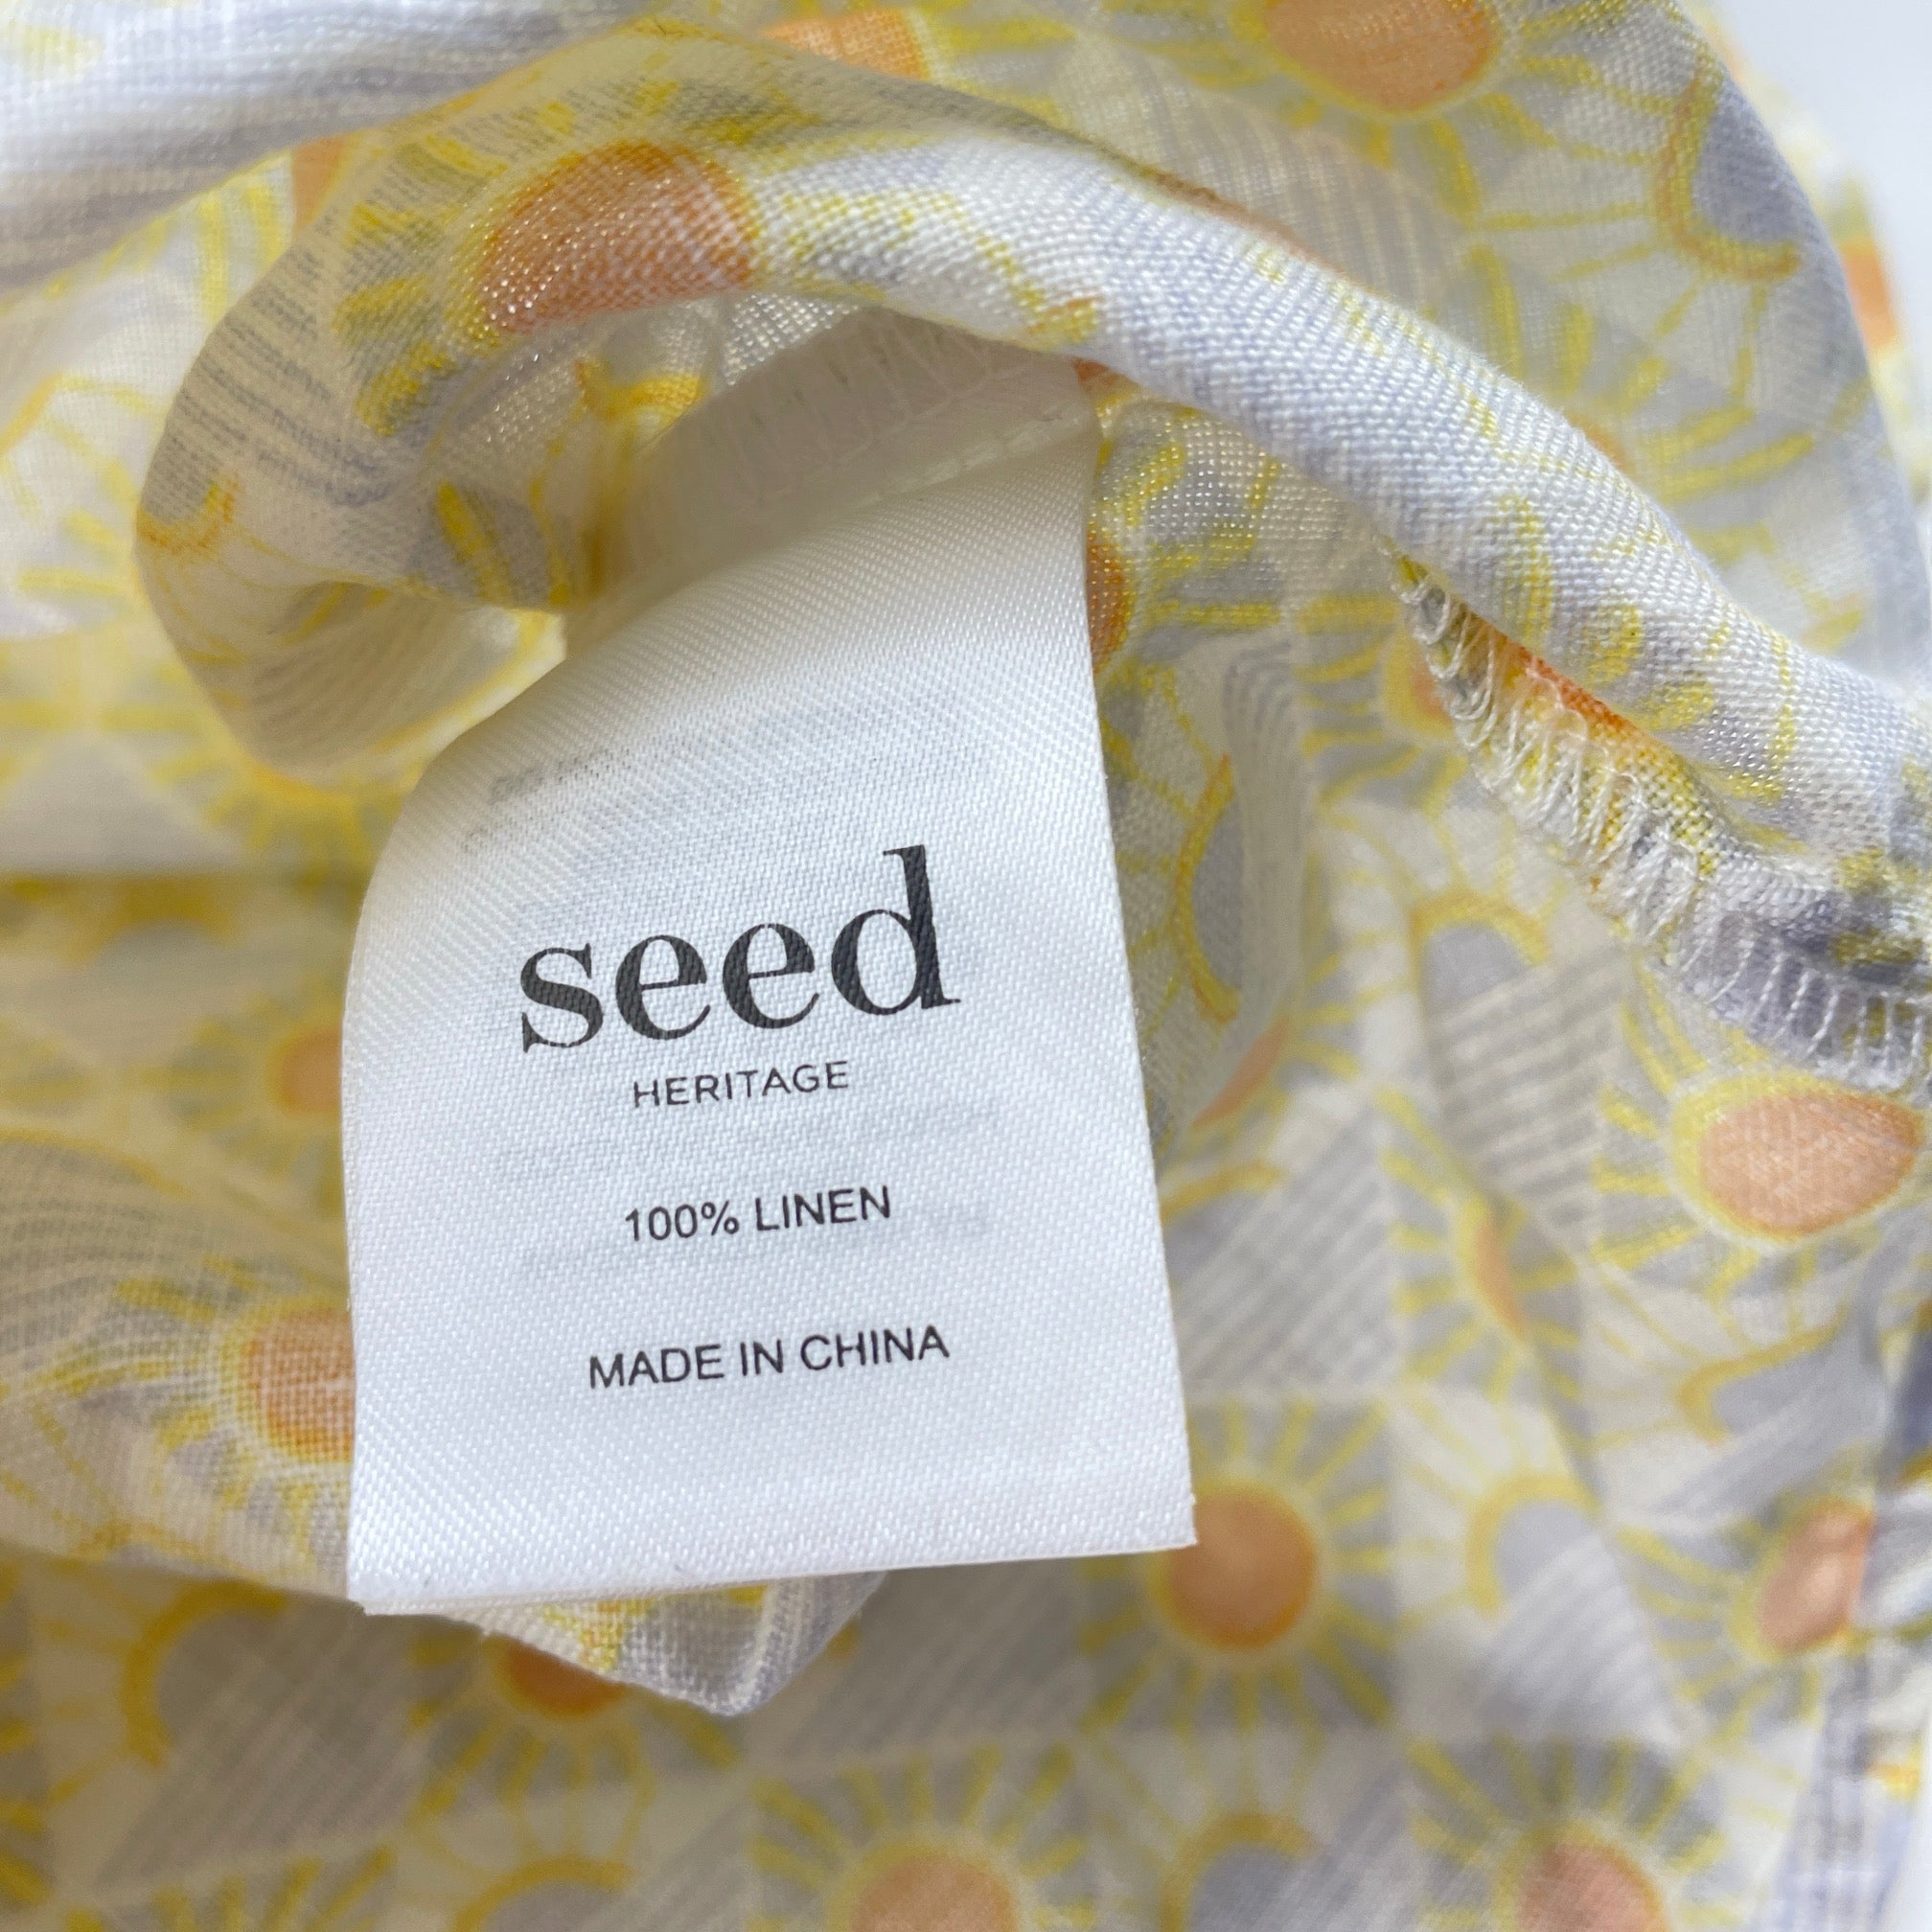 seed
HERITAGE
100% LINEN
MADE IN CHINA